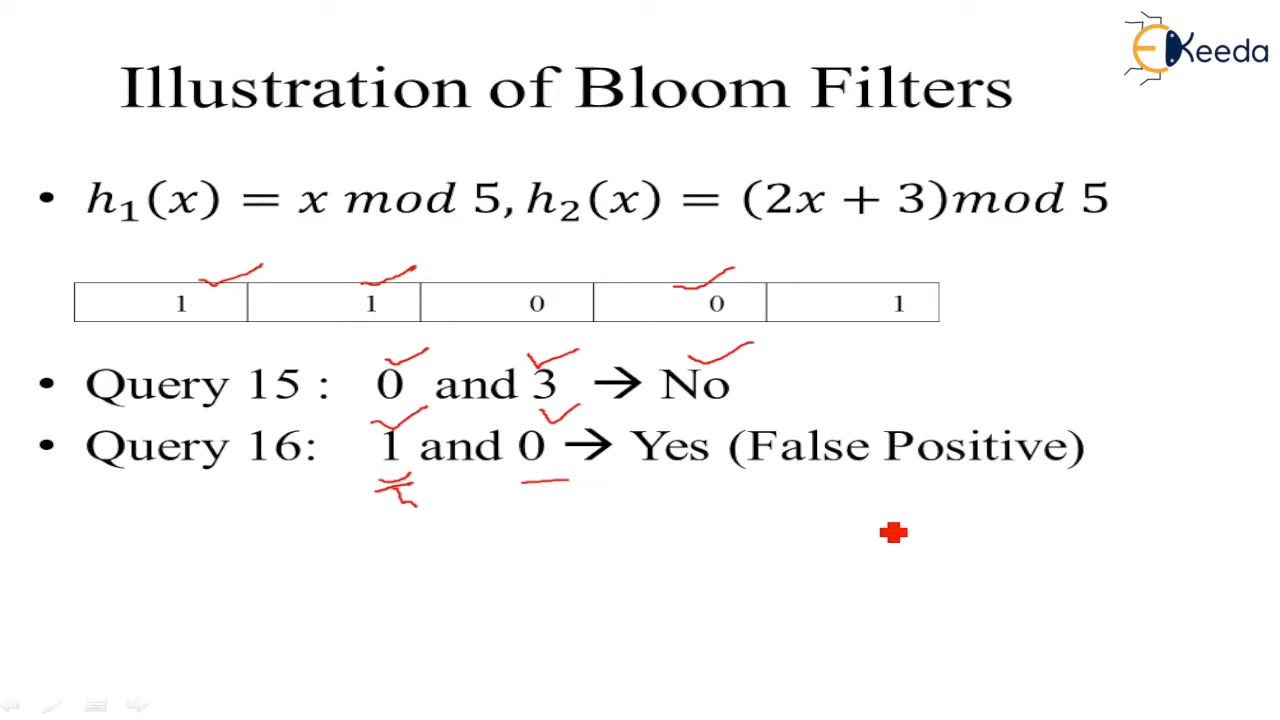 EKeeda
Illustration of Bloom Filters
• h₁(x) = x mod 5, h₂(x) = (2x + 3)mod 5
1 1 0 0 1
• Query 15 : 0 and 3 → No
• Query 16: 1 and 0 → Yes (False Positive)